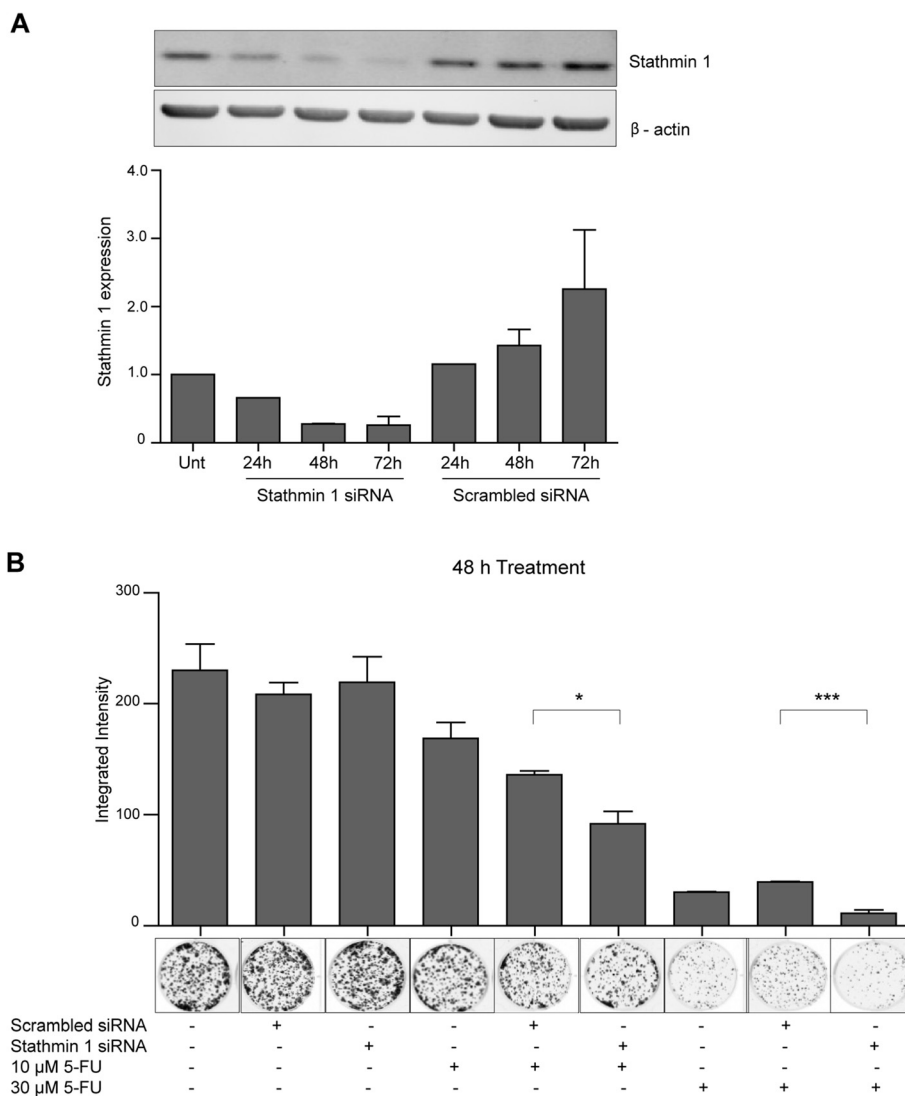 A
Stathmin 1
β - actin
4.0
3.0
2.0
1.0
0
Stathmin 1 expression
Unt 24h 48h 72h 24h 48h 72h
Stathmin 1 siRNA Scrambled siRNA
B
48 h Treatment
300
200
100
0
Integrated Intensity
* ***
Scrambled siRNA - + - - + - - + -
Stathmin 1 siRNA - - + - - + - - +
10 µM 5-FU - - - + + + - - -
30 µM 5-FU - - - - - - + + +